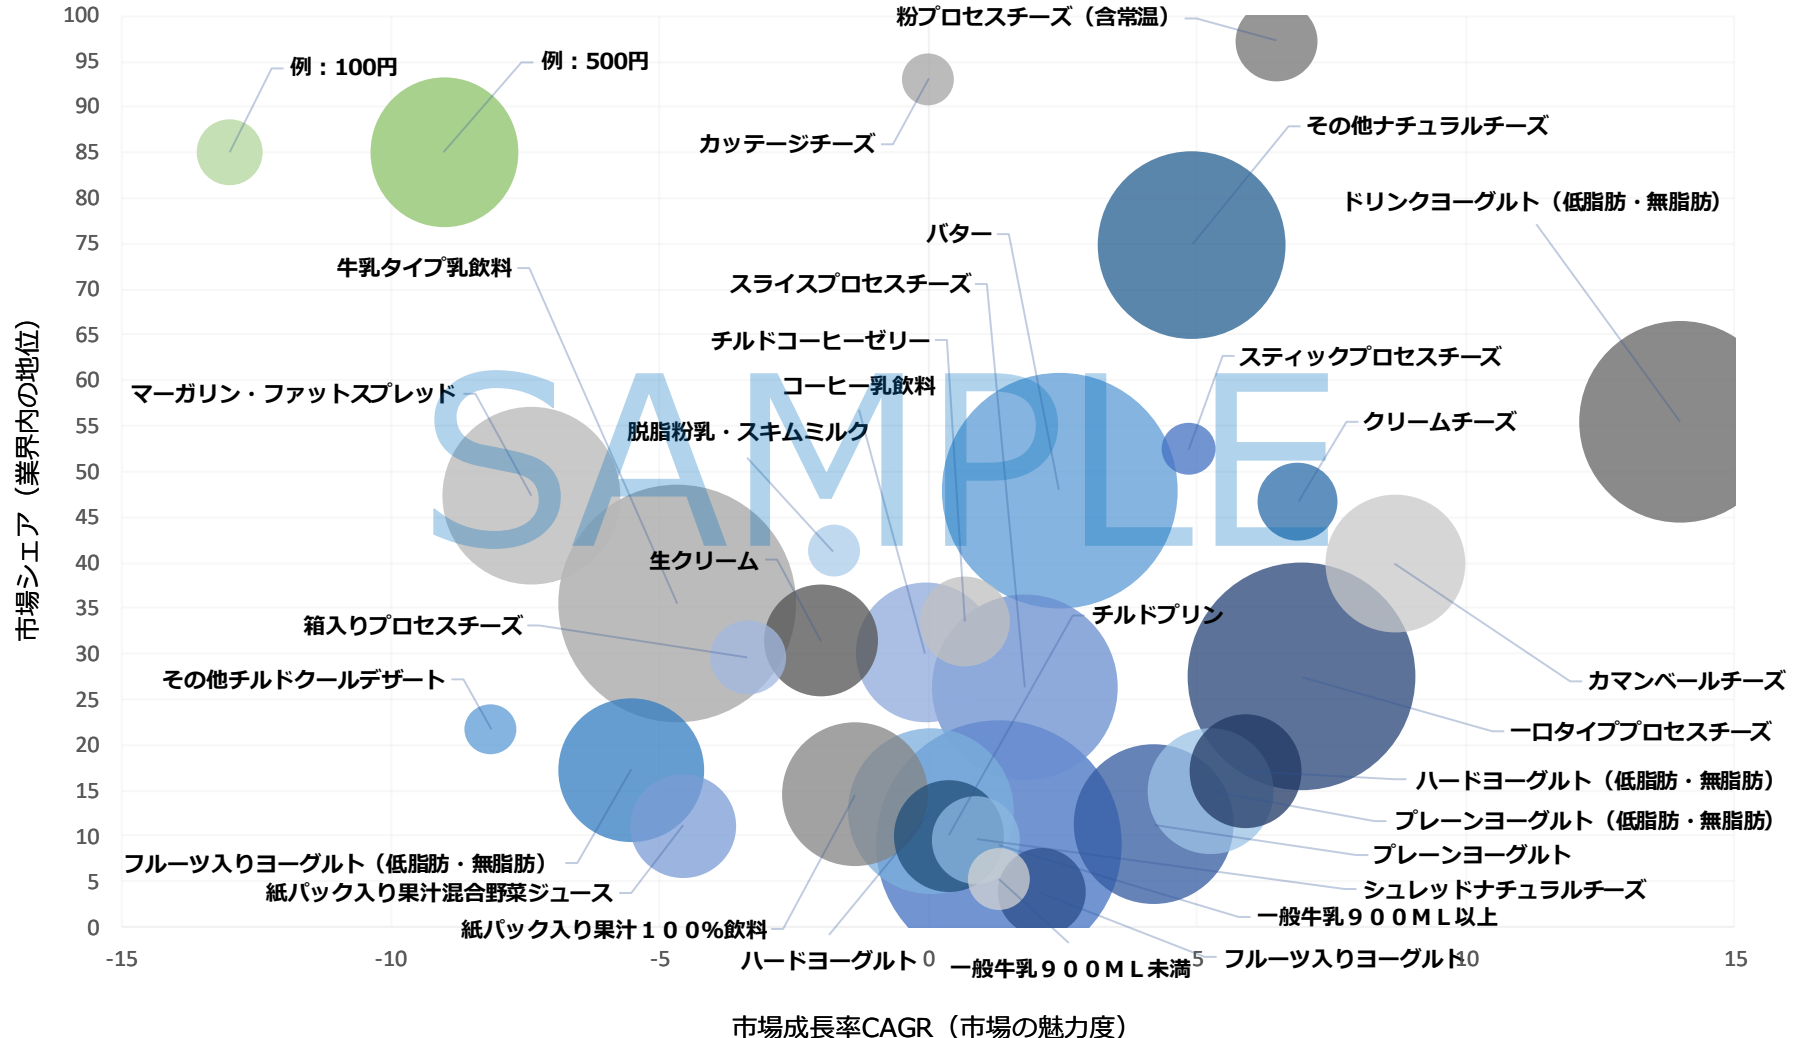 100
粉プロセスチーズ（含常温）
95
例：100円
例：500円
90
カッテージチーズ
その他ナチュラルチーズ
85
80
ドリンクヨーグルト（低脂肪・無脂肪）
バター
75
牛乳タイプ乳飲料
スライスプロセスチーズ
70
65
チルドコーヒーゼリー
スティックプロセスチーズ
60
コーヒー乳飲料
マーガリン・ファットスプレッド
クリームチーズ
55
脱脂粉乳・スキムミルク
SAMPLE
50
45
40
生クリーム
35
チルドプリン
箱入りプロセスチーズ
30
その他チルドクールデザート
カマンベールチーズ
25
一口タイププロセスチーズ
20
ハードヨーグルト（低脂肪・無脂肪）
15
プレーンヨーグルト（低脂肪・無脂肪）
10
プレーンヨーグルト
フルーツ入りヨーグルト（低脂肪・無脂肪）
5
紙パック入り果汁混合野菜ジュース
シュレッドナチュラルチーズ
一般牛乳９００ＭＬ以上
0
紙パック入り果汁１００％飲料
-15
-10
-5
ハードヨーグルト
0
一般牛乳９００ＭＬ未満
5
フルーツ入りヨーグルト
10
15
市場シェア（業界内の地位）
市場成長率CAGR（市場の魅力度）